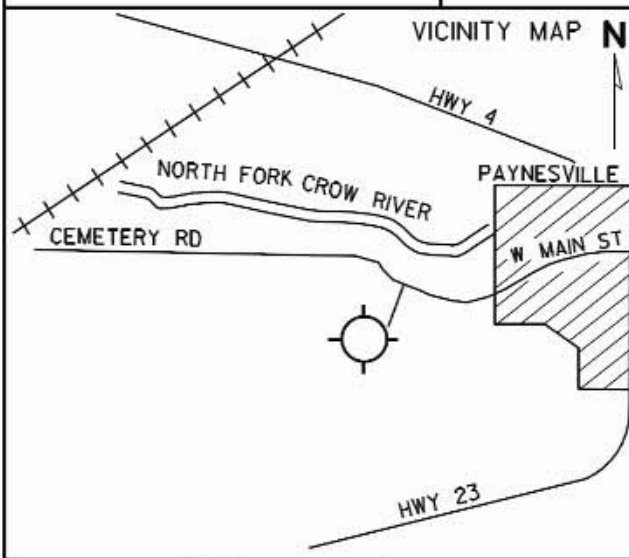 VICINITY MAP N
HWY 4
NORTH FORK CROW RIVER
PAYNESVILLE
CEMETERY RD
W MAIN ST
HWY 23